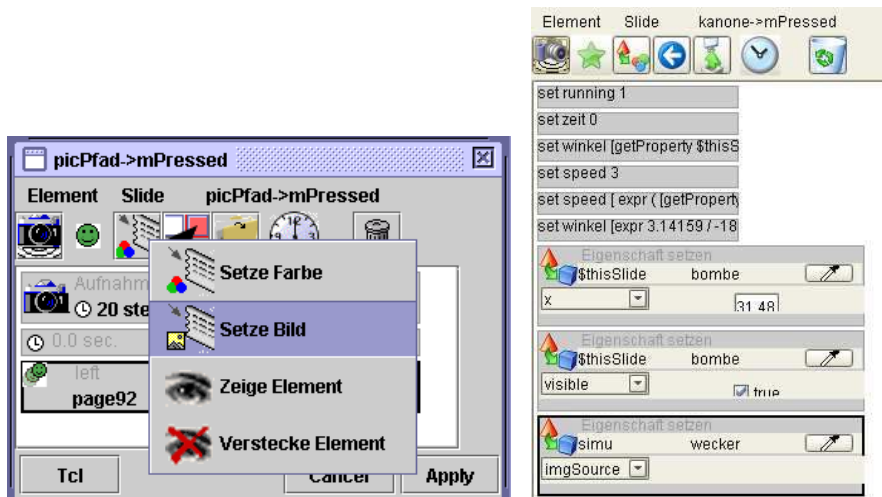 picPfad->mPressed
Element Slide picPfad->mPressed
Aufnahm
20 ste
0.0 sec.
left
page92
Setze Farbe
Setze Bild
Zeige Element
Verstecke Element
Tcl Cancel Apply
Element Slide kanone->mPressed
set running 1
set zeit 0
set winkel [getProperty $thisS
set speed 3
set speed [ expr ( [getProperty
set winkel [expr 3.14159 / -18
Eigenschaft setzen
$thisSlide bombe
x 31.48
Eigenschaft setzen
$thisSlide bombe
visible true
Eigenschaft setzen
simu wecker
imgSource